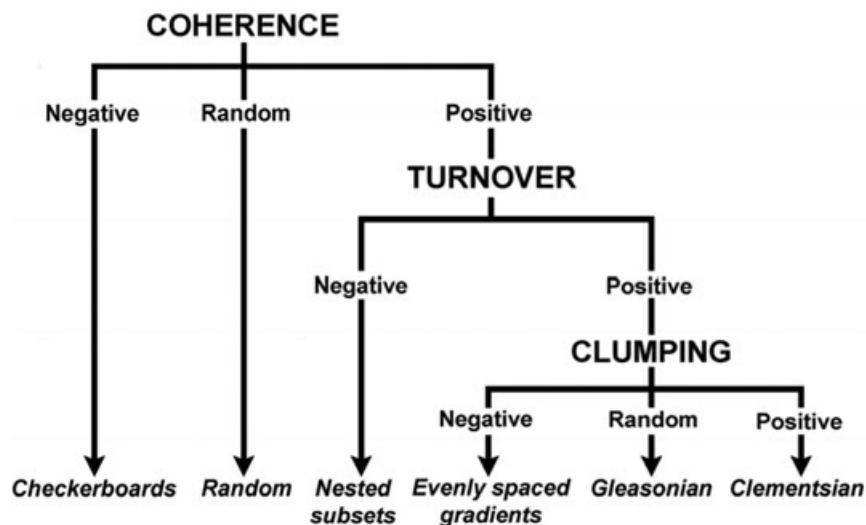 COHERENCE
Negative Random Positive
TURNOVER
Negative Positive
CLUMPING
Negative Random Positive
Checkerboards Random Nested Evenly spaced Gleasonian Clementsian
subsets gradients